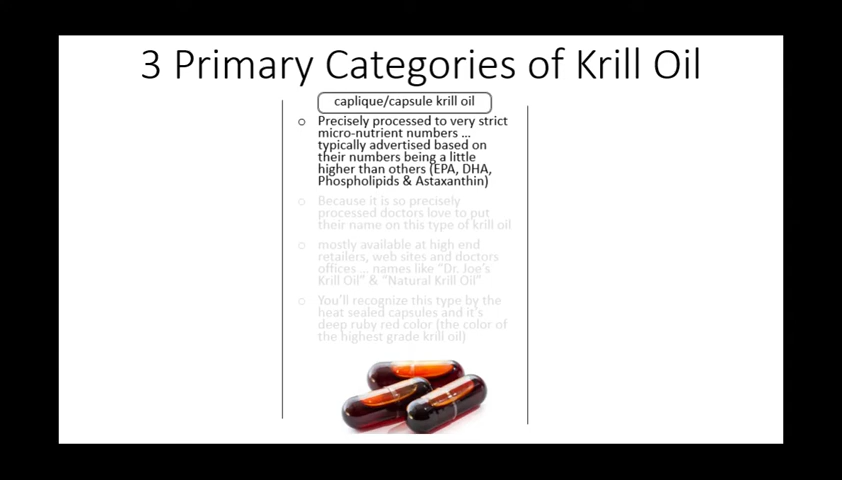 3 Primary Categories of Krill Oil
caplique/capsule krill oil
o Precisely processed to very strict
micro-nutrient numbers ...
typically advertised based on
their numbers being a little
higher than others (EPA, DHA,
Phospholipids & Astaxanthin)
o Because it is so precisely
processed doctors love to put
their name on this type of krill oil
o mostly available at high end
retailers, web sites and doctors
offices ... names like "Dr. Joe's
Krill Oil" & "Natural Krill Oil"
o You'll recognize this type by the
heat sealed capsules and it's
deep ruby red color (the color of
the highest grade krill oil)